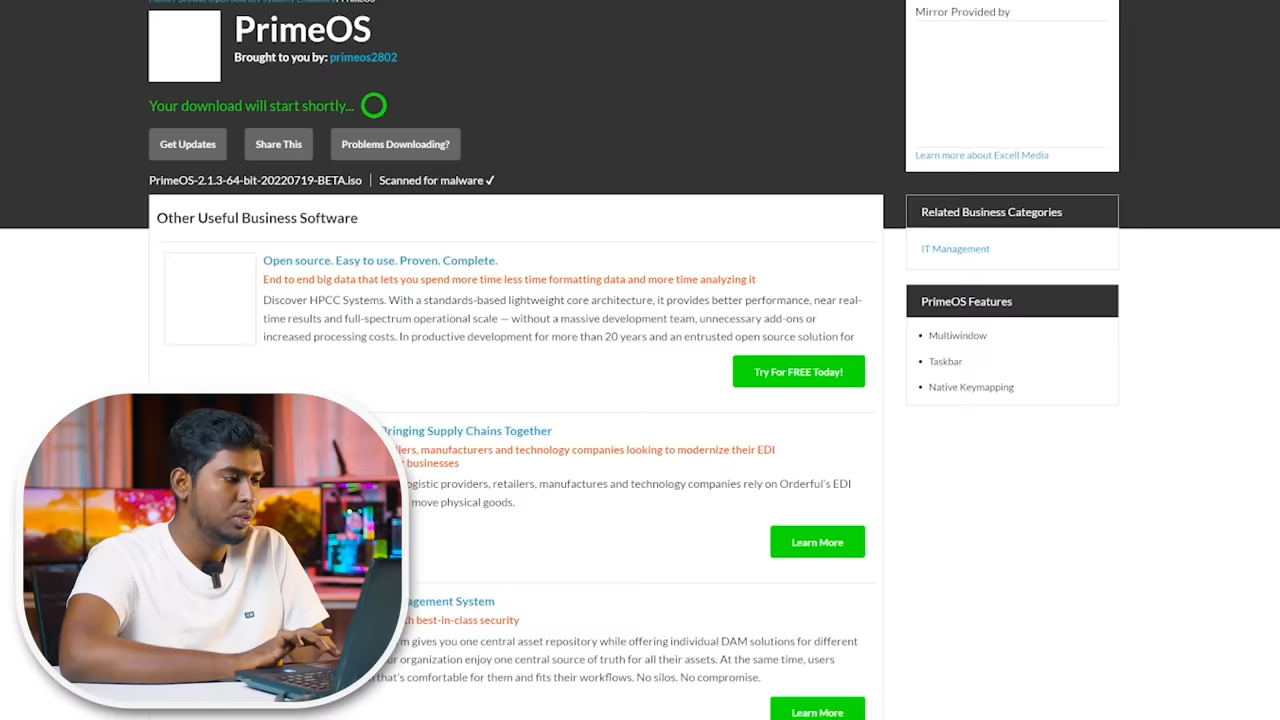 Home / Browse Open Source / Systems Emulators / PrimeOS
PrimeOS
Brought to you by: primeos2802
Your download will start shortly...
Get Updates
Share This
Problems Downloading?
PrimeOS-2.1.3-64-bit-20220719-BETA.iso | Scanned for malware ✓
Mirror Provided by
Learn more about Excell Media
Other Useful Business Software
Open source. Easy to use. Proven. Complete.
End to end big data that lets you spend more time less time formatting data and more time analyzing it
Discover HPCC Systems. With a standards-based lightweight core architecture, it provides better performance, near real-
time results and full-spectrum operational scale — without a massive development team, unnecessary add-ons or
increased processing costs. In productive development for more than 20 years and an entrusted open source solution for
Try For FREE Today!
Bringing Supply Chains Together
manufacturers and technology companies looking to modernize their EDI
businesses
logistic providers, retailers, manufactures and technology companies rely on Orderful's EDI
move physical goods.
Learn More
System
best-in-class security
gives you one central asset repository while offering individual DAM solutions for different
organization enjoy one central source of truth for all their assets. At the same time, users
that's comfortable for them and fits their workflows. No silos. No compromise.
Learn More
Related Business Categories
IT Management
PrimeOS Features
• Multiwindow
• Taskbar
• Native Keymapping